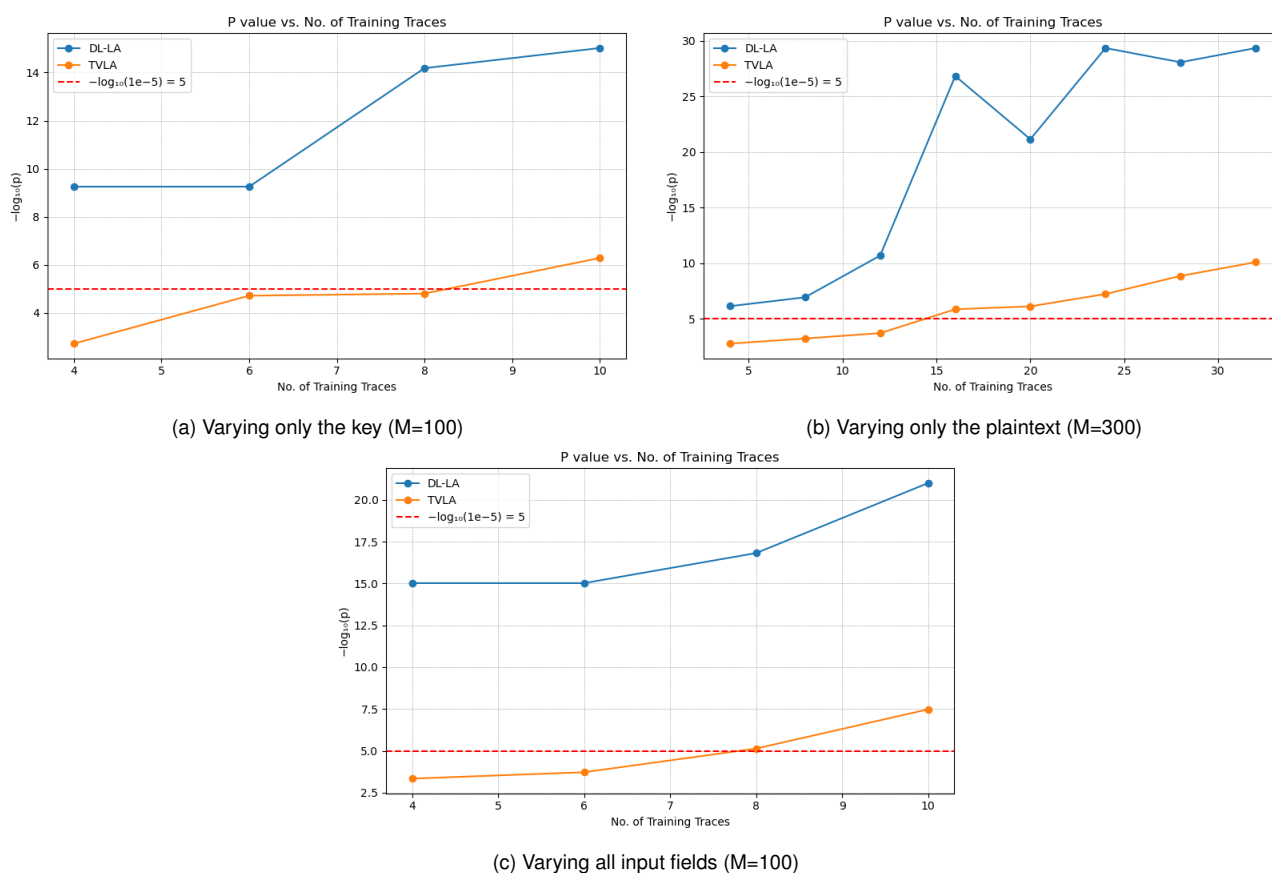 P value vs. No. of Training Traces
DL-LA
TVLA
−log₁₀(1e−5) = 5
14
12
10
8
6
4
−log₁₀(p)
4
5
6
7
8
9
10
No. of Training Traces
(a) Varying only the key (M=100)
P value vs. No. of Training Traces
DL-LA
TVLA
−log₁₀(1e−5) = 5
30
25
20
15
10
5
−log₁₀(p)
5
10
15
20
25
30
No. of Training Traces
(b) Varying only the plaintext (M=300)
P value vs. No. of Training Traces
DL-LA
TVLA
−log₁₀(1e−5) = 5
20.0
17.5
15.0
12.5
10.0
7.5
5.0
2.5
−log₁₀(p)
4
5
6
7
8
9
10
No. of Training Traces
(c) Varying all input fields (M=100)